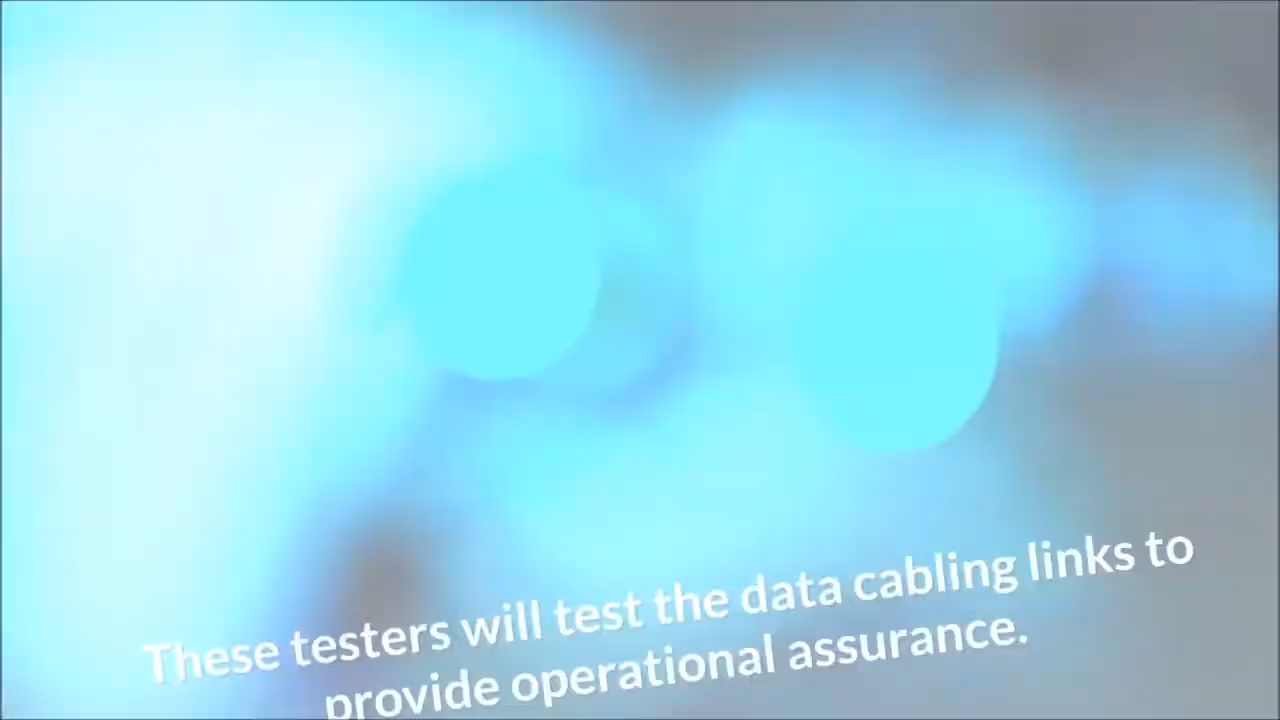 These testers will test the data cabling links to
provide operational assurance.